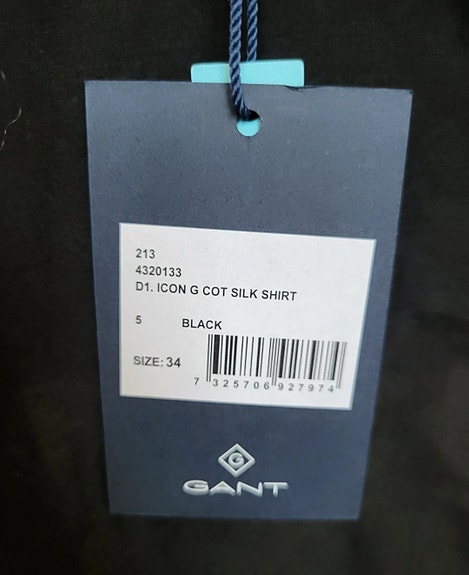 213
4320133
D1. ICON G COT SILK SHIRT
5 BLACK
SIZE: 34
7 325706 927974
G
GANT